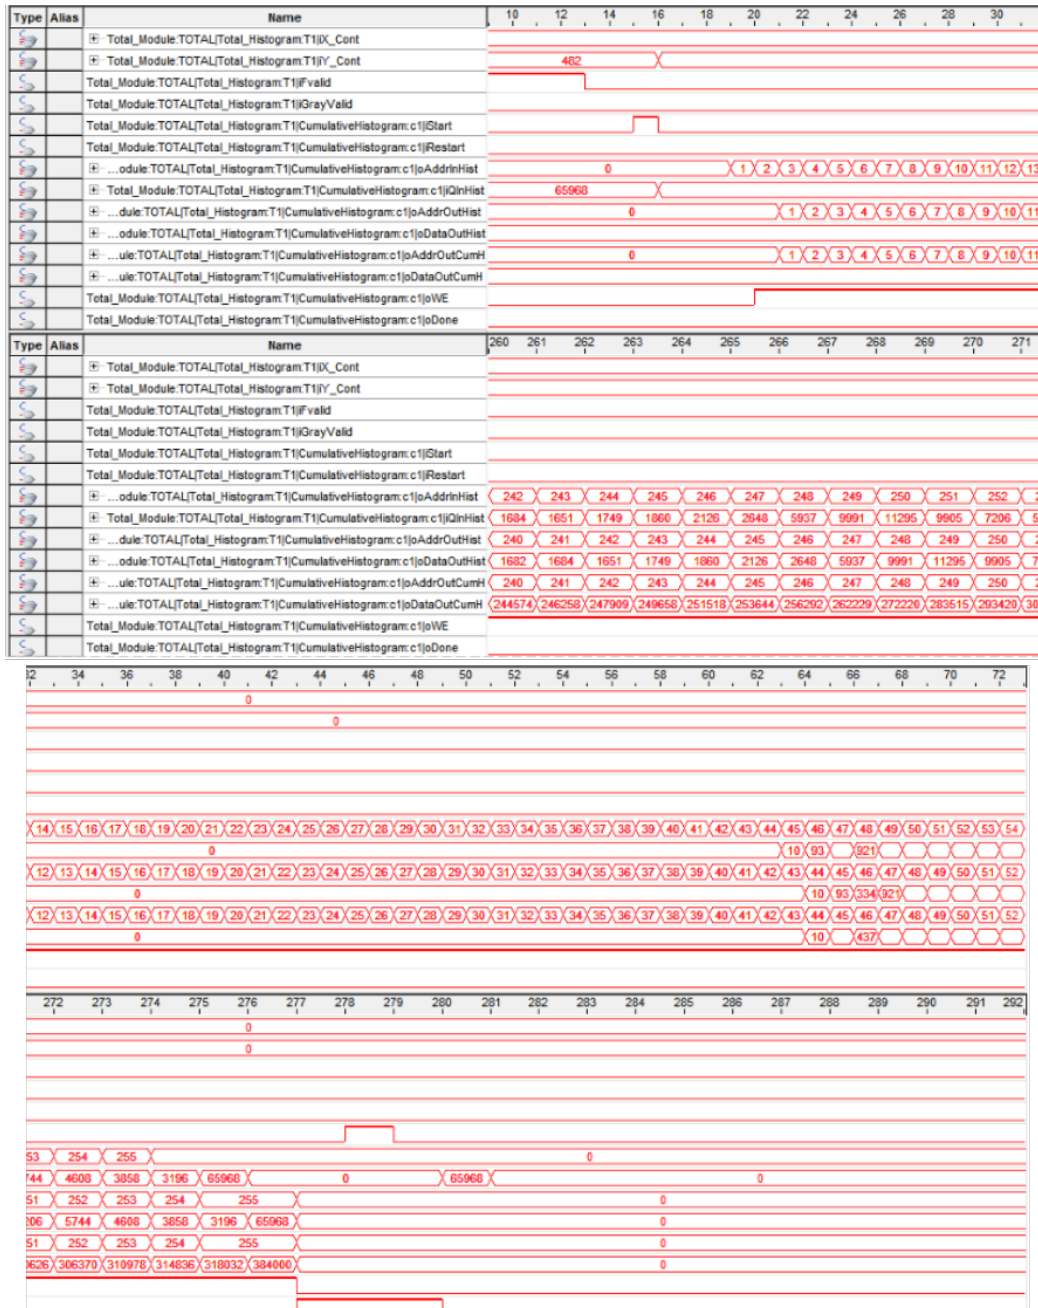 Type Alias Name 10 12 14 16 18 20 22 24 26 28 30
Total_Module:TOTAL|Total_Histogram:T1|iX_Cont
Total_Module:TOTAL|Total_Histogram:T1|iY_Cont 482
Total_Module:TOTAL|Total_Histogram:T1|iFvalid
Total_Module:TOTAL|Total_Histogram:T1|iGrayValid
Total_Module:TOTAL|Total_Histogram:T1|CumulativeHistogram:c1|iStart
Total_Module:TOTAL|Total_Histogram:T1|CumulativeHistogram:c1|iRestart
...odule:TOTAL|Total_Histogram:T1|CumulativeHistogram:c1|oAddrInHist 0 1 2 3 4 5 6 7 8 9 10 11 12 13
Total_Module:TOTAL|Total_Histogram:T1|CumulativeHistogram:c1|iQInHist 65968
...dule:TOTAL|Total_Histogram:T1|CumulativeHistogram:c1|oAddrOutHist 0 1 2 3 4 5 6 7 8 9 10 11
...odule:TOTAL|Total_Histogram:T1|CumulativeHistogram:c1|oDataOutHist
...ule:TOTAL|Total_Histogram:T1|CumulativeHistogram:c1|oAddrOutCumH 0 1 2 3 4 5 6 7 8 9 10 11
...ule:TOTAL|Total_Histogram:T1|CumulativeHistogram:c1|oDataOutCumH
Total_Module:TOTAL|Total_Histogram:T1|CumulativeHistogram:c1|oWE
Total_Module:TOTAL|Total_Histogram:T1|CumulativeHistogram:c1|oDone
Type Alias Name 260 261 262 263 264 265 266 267 268 269 270 271
Total_Module:TOTAL|Total_Histogram:T1|iX_Cont
Total_Module:TOTAL|Total_Histogram:T1|iY_Cont
Total_Module:TOTAL|Total_Histogram:T1|iFvalid
Total_Module:TOTAL|Total_Histogram:T1|iGrayValid
Total_Module:TOTAL|Total_Histogram:T1|CumulativeHistogram:c1|iStart
Total_Module:TOTAL|Total_Histogram:T1|CumulativeHistogram:c1|iRestart
...odule:TOTAL|Total_Histogram:T1|CumulativeHistogram:c1|oAddrInHist 242 243 244 245 246 247 248 249 250 251 252 2
Total_Module:TOTAL|Total_Histogram:T1|CumulativeHistogram:c1|iQInHist 1684 1651 1749 1860 2126 2648 5937 9991 11295 9905 7206 5
...dule:TOTAL|Total_Histogram:T1|CumulativeHistogram:c1|oAddrOutHist 240 241 242 243 244 245 246 247 248 249 250 2
...odule:TOTAL|Total_Histogram:T1|CumulativeHistogram:c1|oDataOutHist 1682 1684 1651 1749 1860 2126 2648 5937 9991 11295 9905 7
...ule:TOTAL|Total_Histogram:T1|CumulativeHistogram:c1|oAddrOutCumH 240 241 242 243 244 245 246 247 248 249 250 2
...ule:TOTAL|Total_Histogram:T1|CumulativeHistogram:c1|oDataOutCumH 244574 246258 247909 249658 251518 253644 256292 262229 272220 283515 293420 30
Total_Module:TOTAL|Total_Histogram:T1|CumulativeHistogram:c1|oWE
Total_Module:TOTAL|Total_Histogram:T1|CumulativeHistogram:c1|oDone
32 34 36 38 40 42 44 46 48 50 52 54 56 58 60 62 64 66 68 70 72
0
0
14 15 16 17 18 19 20 21 22 23 24 25 26 27 28 29 30 31 32 33 34 35 36 37 38 39 40 41 42 43 44 45 46 47 48 49 50 51 52 53 54
0 10 93 921
12 13 14 15 16 17 18 19 20 21 22 23 24 25 26 27 28 29 30 31 32 33 34 35 36 37 38 39 40 41 42 43 44 45 46 47 48 49 50 51 52
0 10 93 334 921
12 13 14 15 16 17 18 19 20 21 22 23 24 25 26 27 28 29 30 31 32 33 34 35 36 37 38 39 40 41 42 43 44 45 46 47 48 49 50 51 52
0 10 437
272 273 274 275 276 277 278 279 280 281 282 283 284 285 286 287 288 289 290 291 292
0
0
53 254 255 0
744 4608 3858 3196 65968 0 65968 0
51 252 253 254 255 0
206 5744 4608 3858 3196 65968 0
51 252 253 254 255 0
0626 306370 310978 314836 318032 384000 0